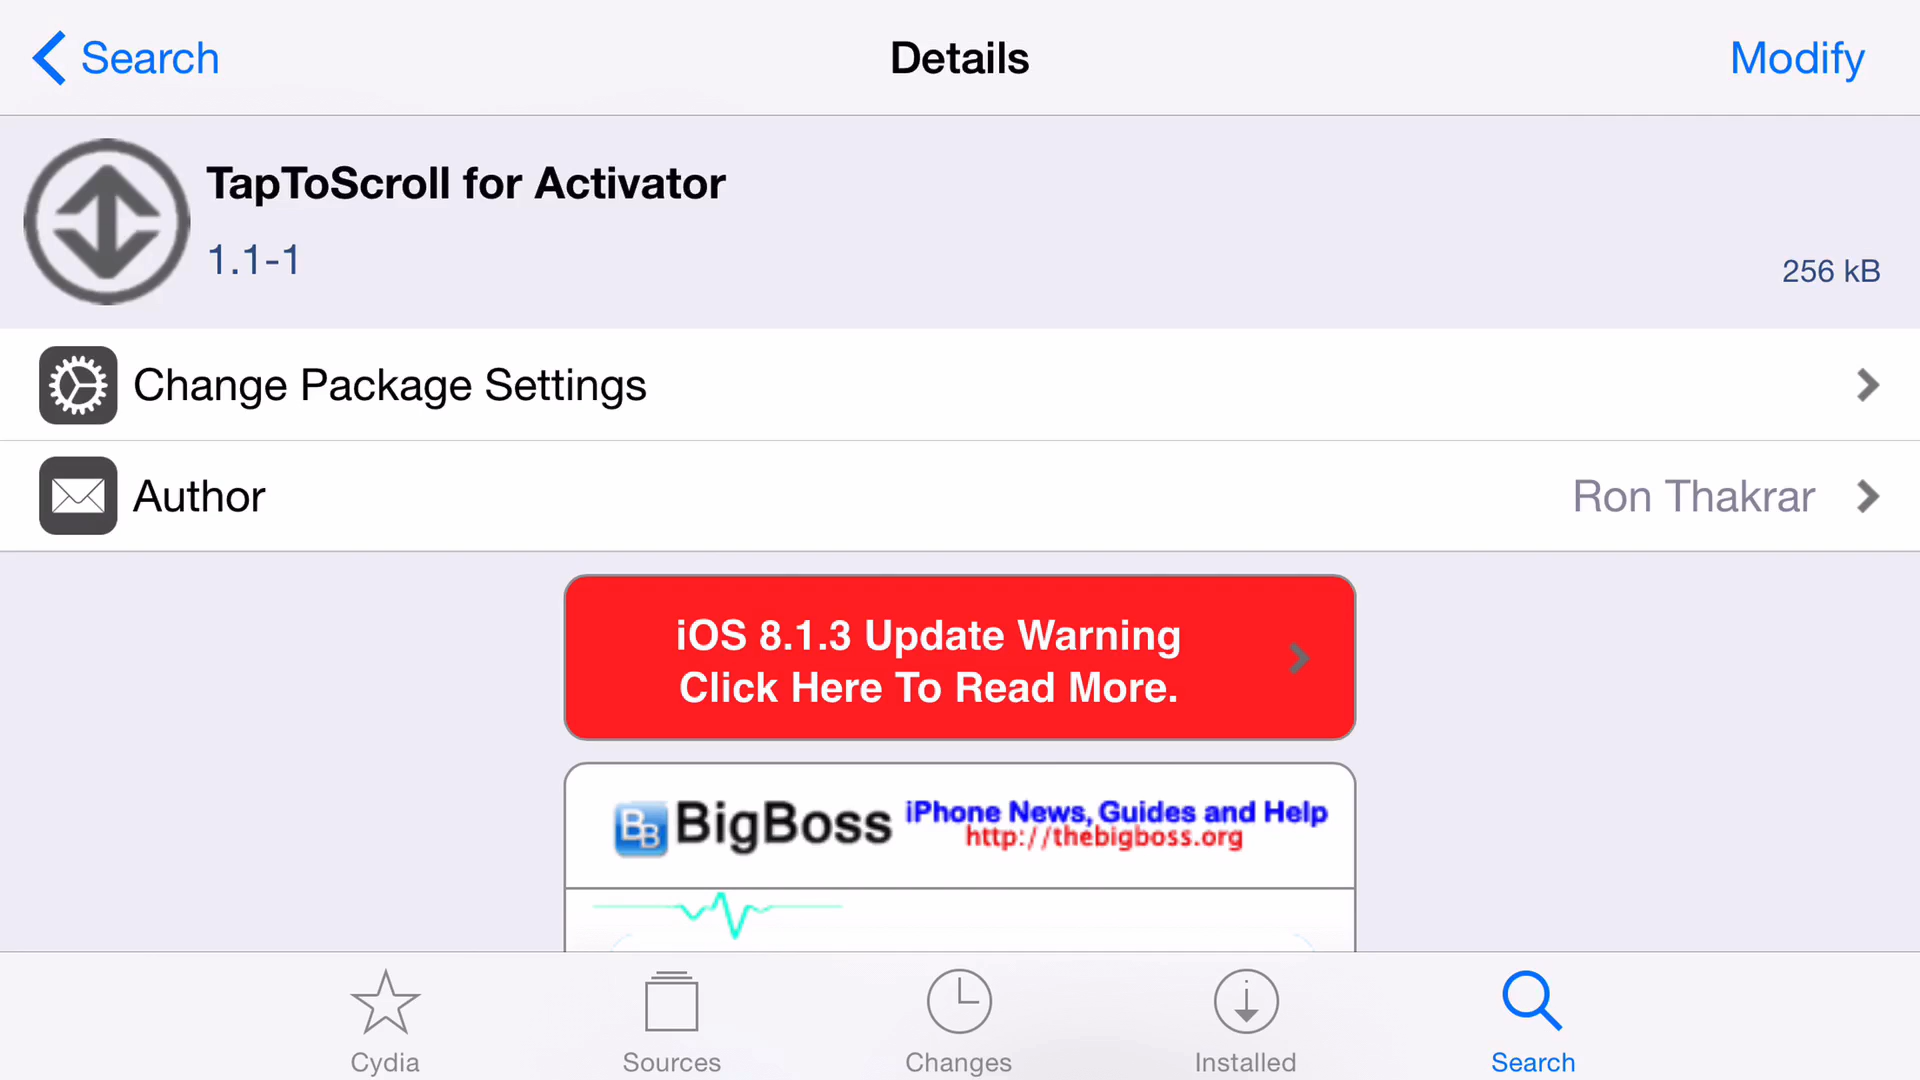 Search
Details
Modify
TapToScroll for Activator
1.1-1
256 kB
Change Package Settings
Author
Ron Thakrar
iOS 8.1.3 Update Warning
Click Here To Read More.
BB
BigBoss
iPhone News, Guides and Help
http://thebigboss.org
Cydia
Sources
Changes
Installed
Search